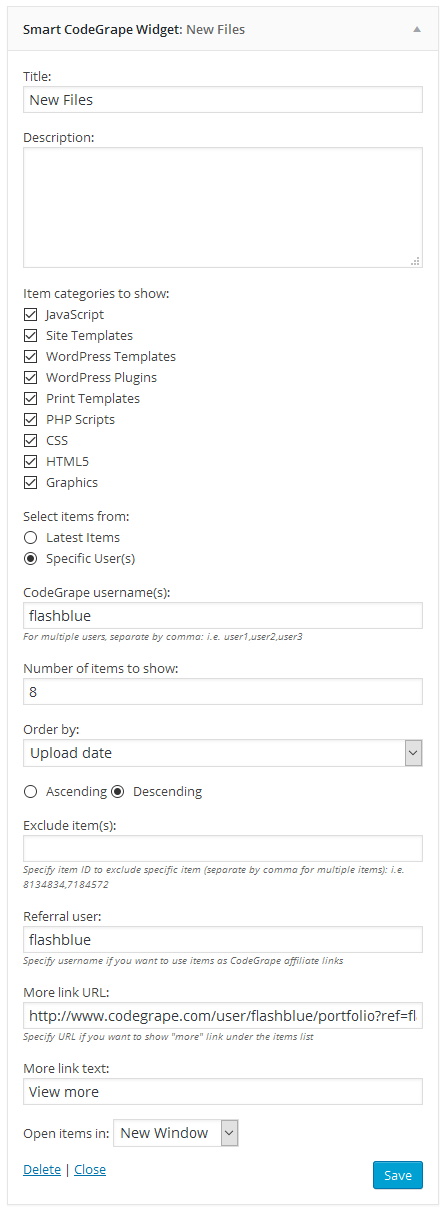 Smart CodeGrape Widget: New Files
Title:
New Files
Description:
Item categories to show:
JavaScript
Site Templates
WordPress Templates
WordPress Plugins
Print Templates
PHP Scripts
CSS
HTML5
Graphics
Select items from:
Latest Items
Specific User(s)
CodeGrape username(s):
flashblue
For multiple users, separate by comma: i.e. user1,user2,user3
Number of items to show:
8
Order by:
Upload date
Ascending Descending
Exclude item(s):
Specify item ID to exclude specific item (separate by comma for multiple items): i.e.
8134834,7184572
Referral user:
flashblue
Specify username if you want to use items as CodeGrape affiliate links
More link URL:
http://www.codegrape.com/user/flashblue/portfolio?ref=fl
Specify URL if you want to show "more" link under the items list
More link text:
View more
Open items in: New Window
Delete | Close Save